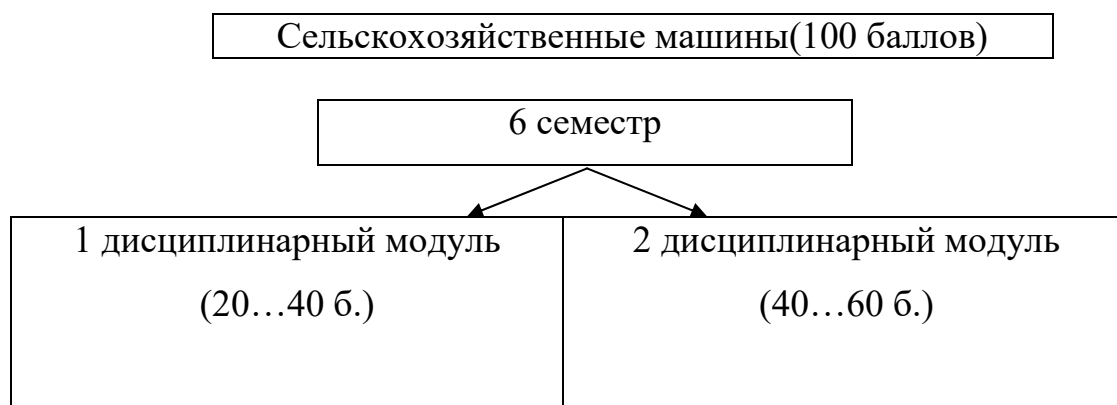 Сельскохозяйственные машины(100 баллов)
6 семестр
1 дисциплинарный модуль
(20…40 б.)
2 дисциплинарный модуль
(40…60 б.)